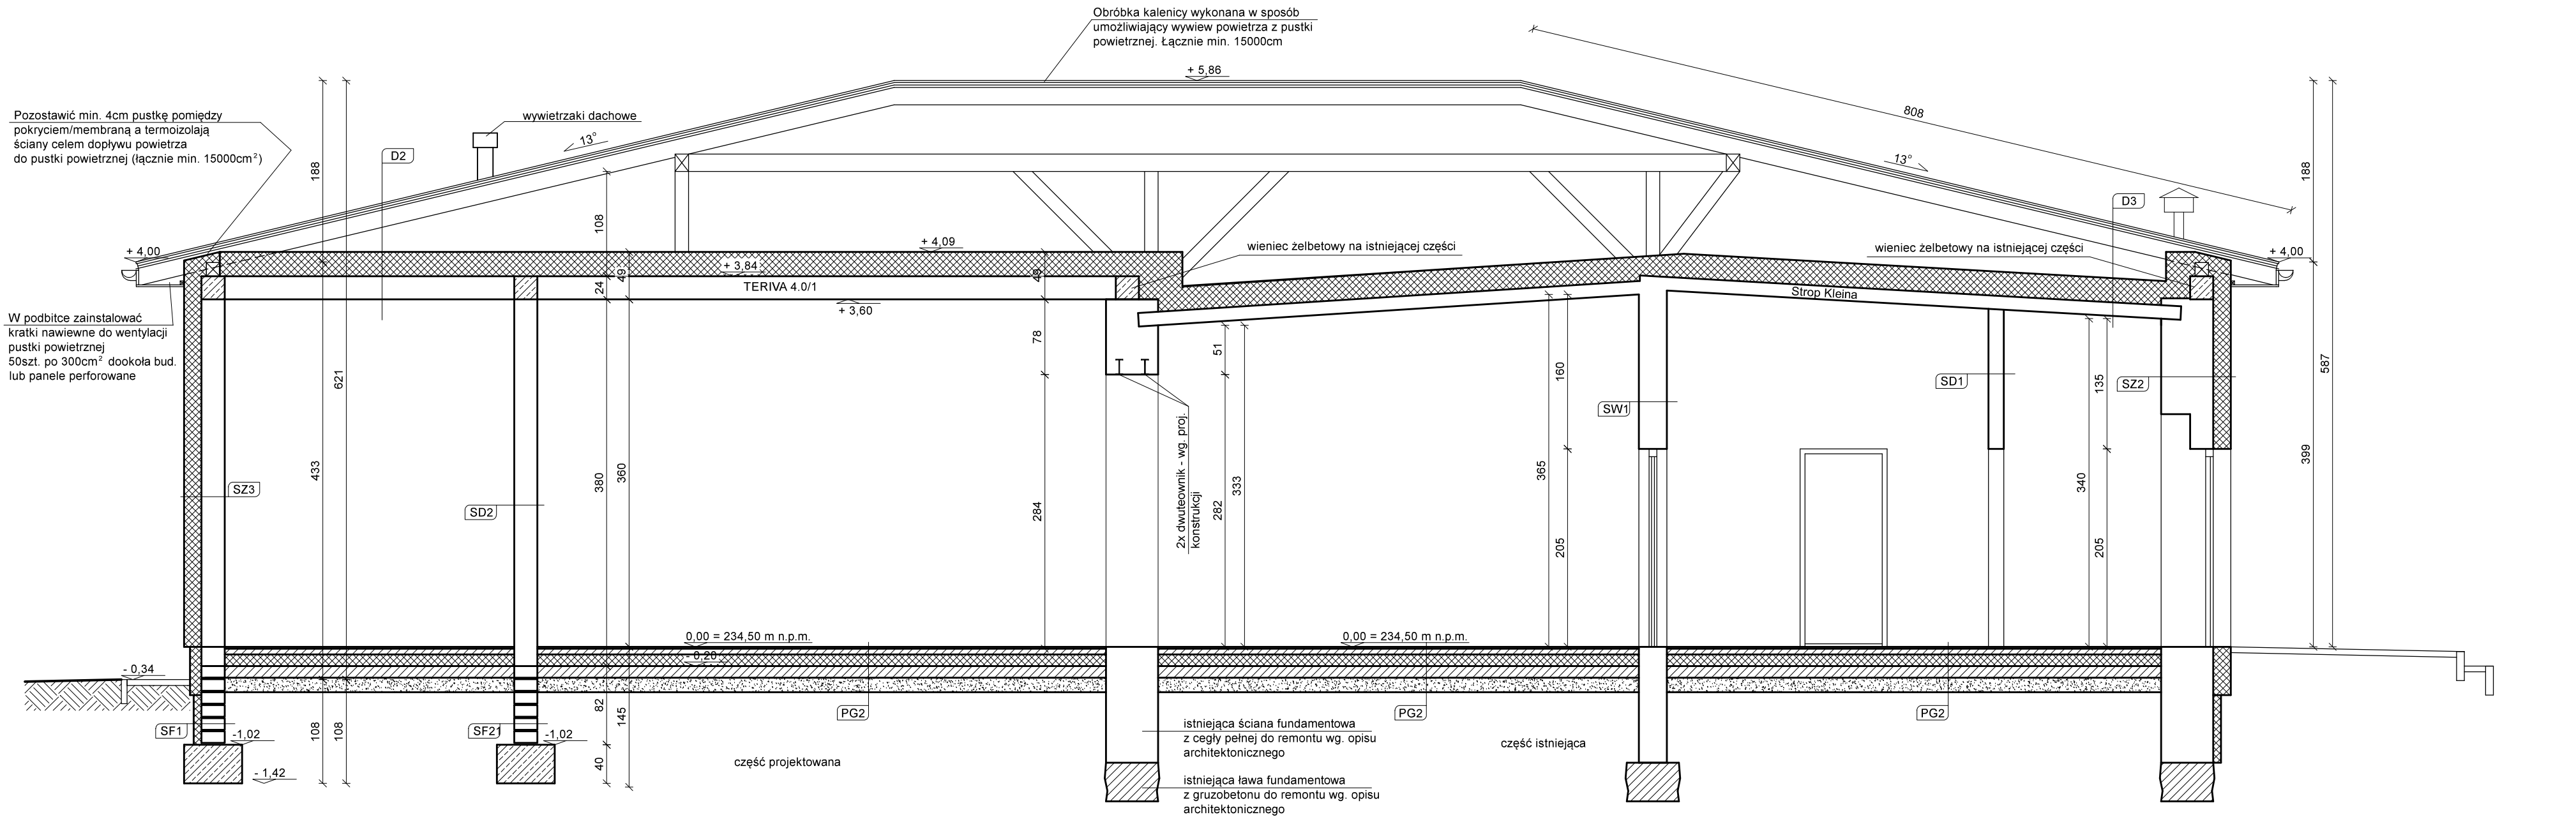 Obróbka kalenicy wykonana w sposób
umożliwiający wywiew powietrza z pustki
powietrznej. Łącznie min. 15000cm
+ 5,86
808
188
621
433
108
108
Pozostawić min. 4cm pustkę pomiędzy
pokryciem/membraną a termoizolają
ściany celem dopływu powietrza
do pustki powietrznej (łącznie min. 15000cm²)
wywietrzaki dachowe
13°
13°
D2
D3
188
587
399
108
49
24
+ 4,00
+ 4,09
+ 3,84
TERIVA 4.0/1
+ 3,60
49
78
284
wieniec żelbetowy na istniejącej części
wieniec żelbetowy na istniejącej części
+ 4,00
Strop Kleina
W podbitce zainstalować
kratki nawiewne do wentylacji
pustki powietrznej
50szt. po 300cm² dookoła bud.
lub panele perforowane
51
282
333
160
365
205
135
340
205
SD1
SZ2
SW1
SZ3
SD2
380
360
2x dwuteownik - wg. proj.
konstrukcji
0,00 = 234,50 m n.p.m.
- 0,20
0,00 = 234,50 m n.p.m.
- 0,34
82
145
40
PG2
PG2
PG2
SF1
SF21
-1,02
-1,02
- 1,42
część projektowana
część istniejąca
istniejąca ściana fundamentowa
z cegły pełnej do remontu wg. opisu
architektonicznego
istniejąca ława fundamentowa
z gruzobetonu do remontu wg. opisu
architektonicznego